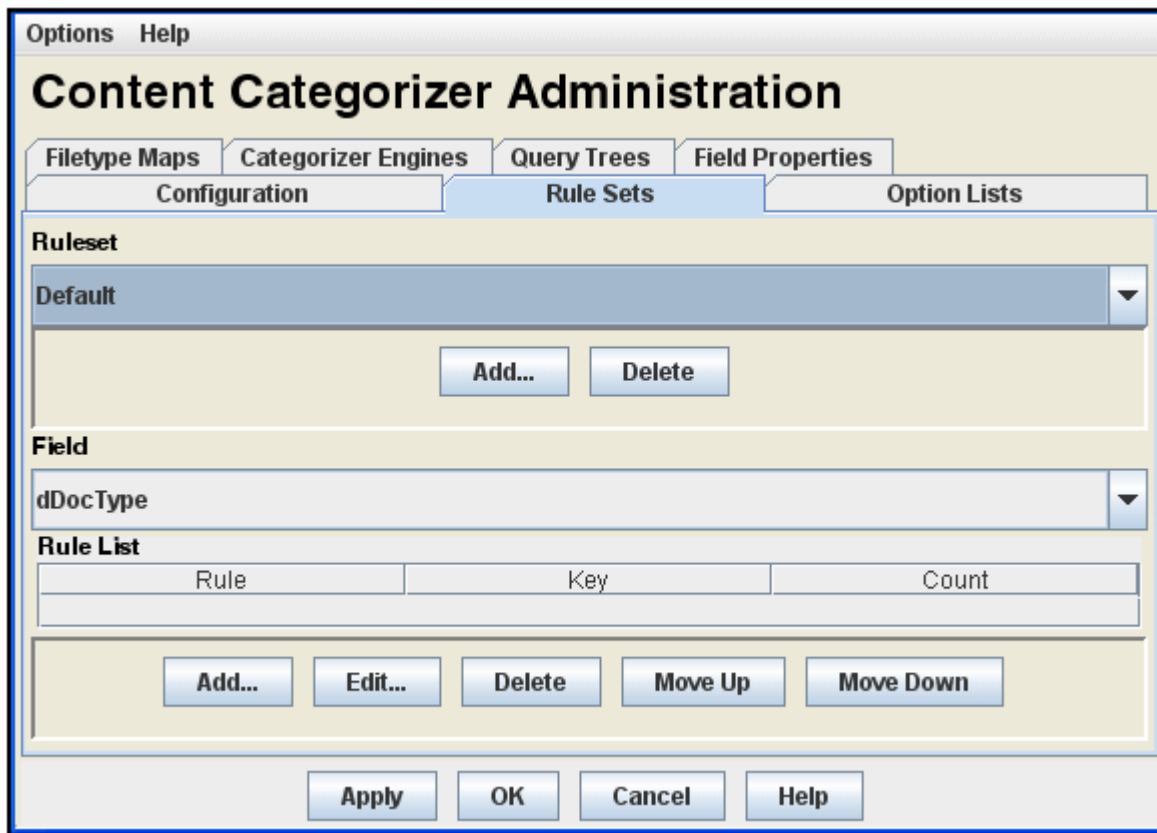 Options Help
Content Categorizer Administration
Filetype Maps Categorizer Engines Query Trees Field Properties
Configuration Rule Sets Option Lists
Ruleset
Default
Add... Delete
Field
dDocType
Rule List
Rule Key Count
Add... Edit... Delete Move Up Move Down
Apply OK Cancel Help